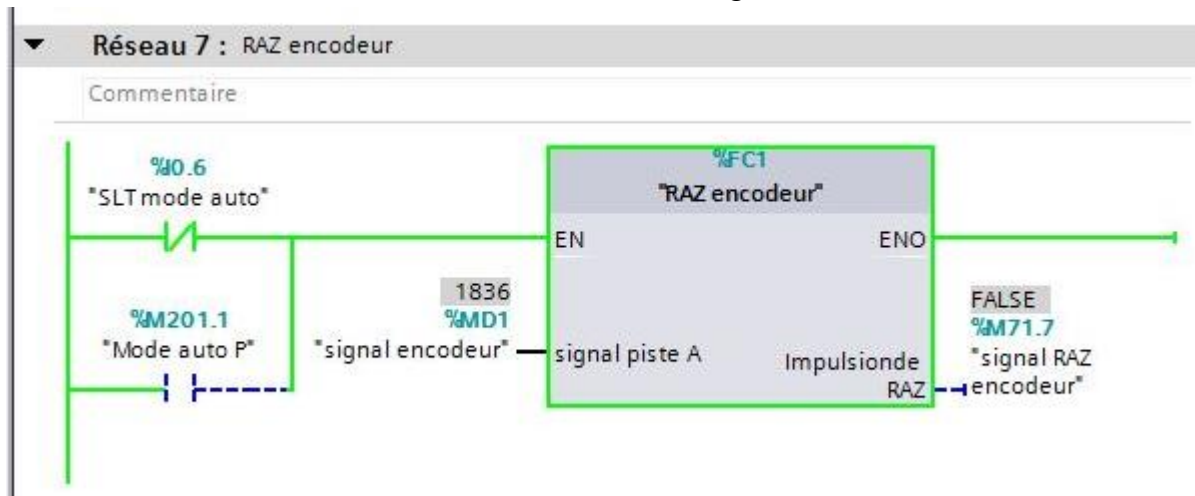 Réseau 7 : RAZ encodeur
Commentaire
%I0.6
"SLT mode auto"
%FC1
"RAZ encodeur"
EN
ENO
1836
%MD1
"signal encodeur"
signal piste A
%M201.1
"Mode auto P"
Impulsionde
RAZ
FALSE
%M71.7
"signal RAZ
encodeur"